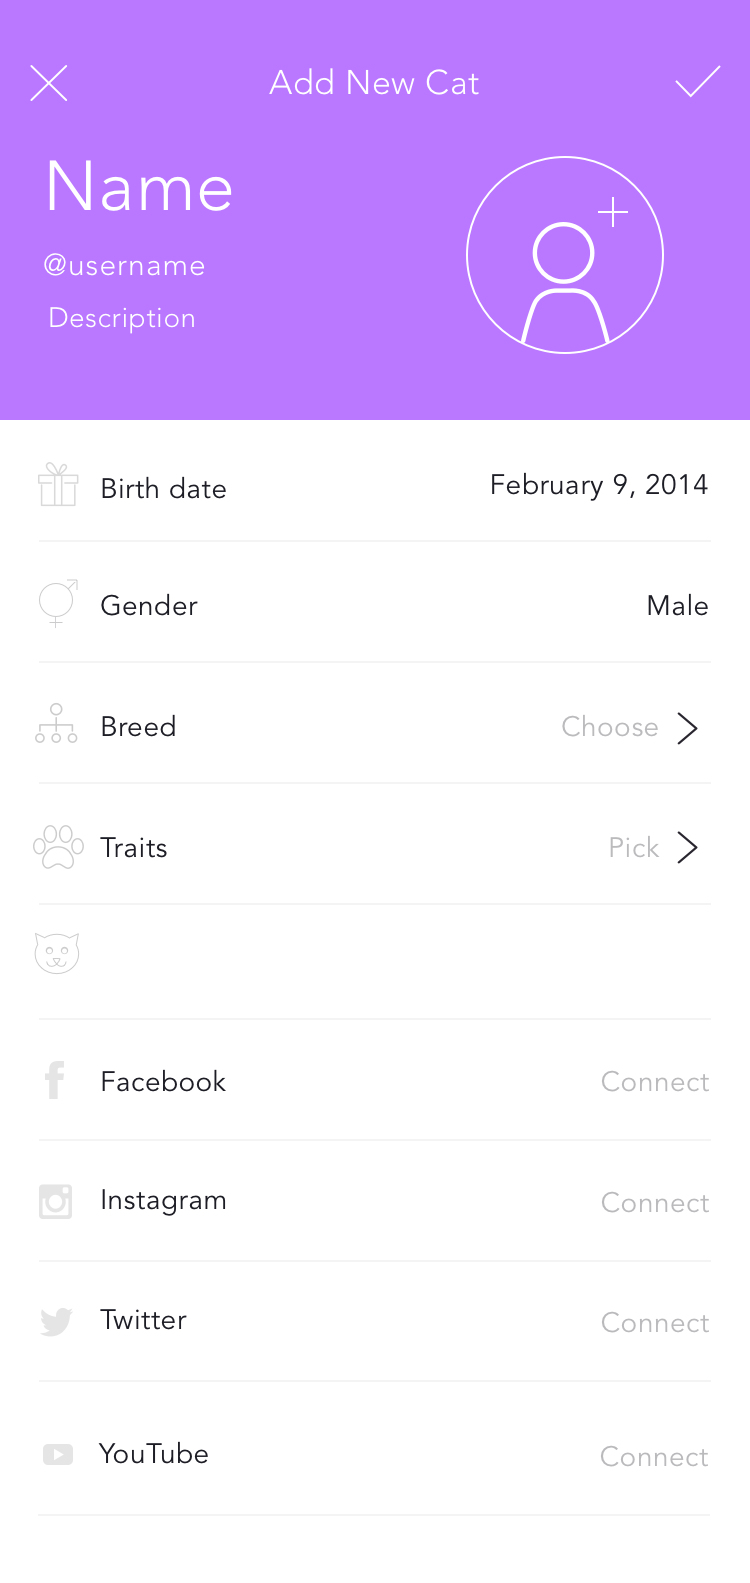 Add New Cat
Name
@username
Description
Birth date February 9, 2014
Gender Male
Breed Choose
Traits Pick
Facebook Connect
Instagram Connect
Twitter Connect
YouTube Connect